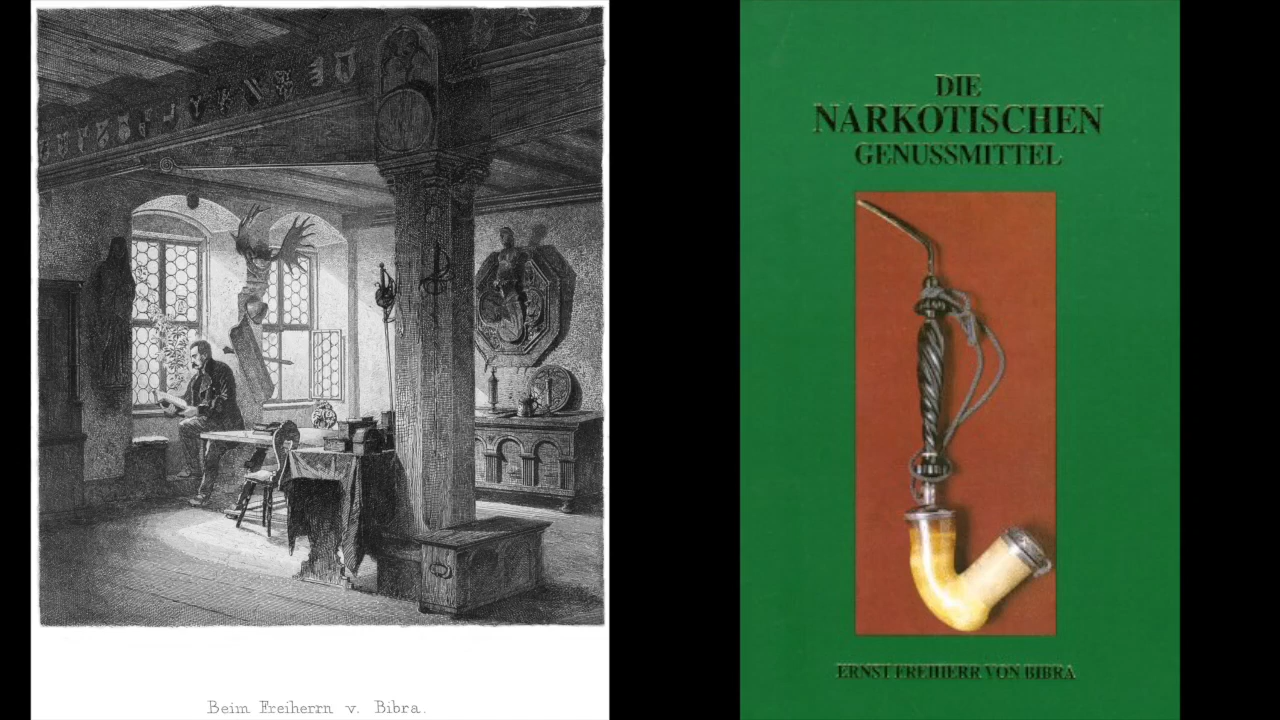 Beim Freiherrn v. Bibra.
DIE
NARKOTISCHEN
GENUSSMITTEL
ERNST FREIHERR VON BIBRA